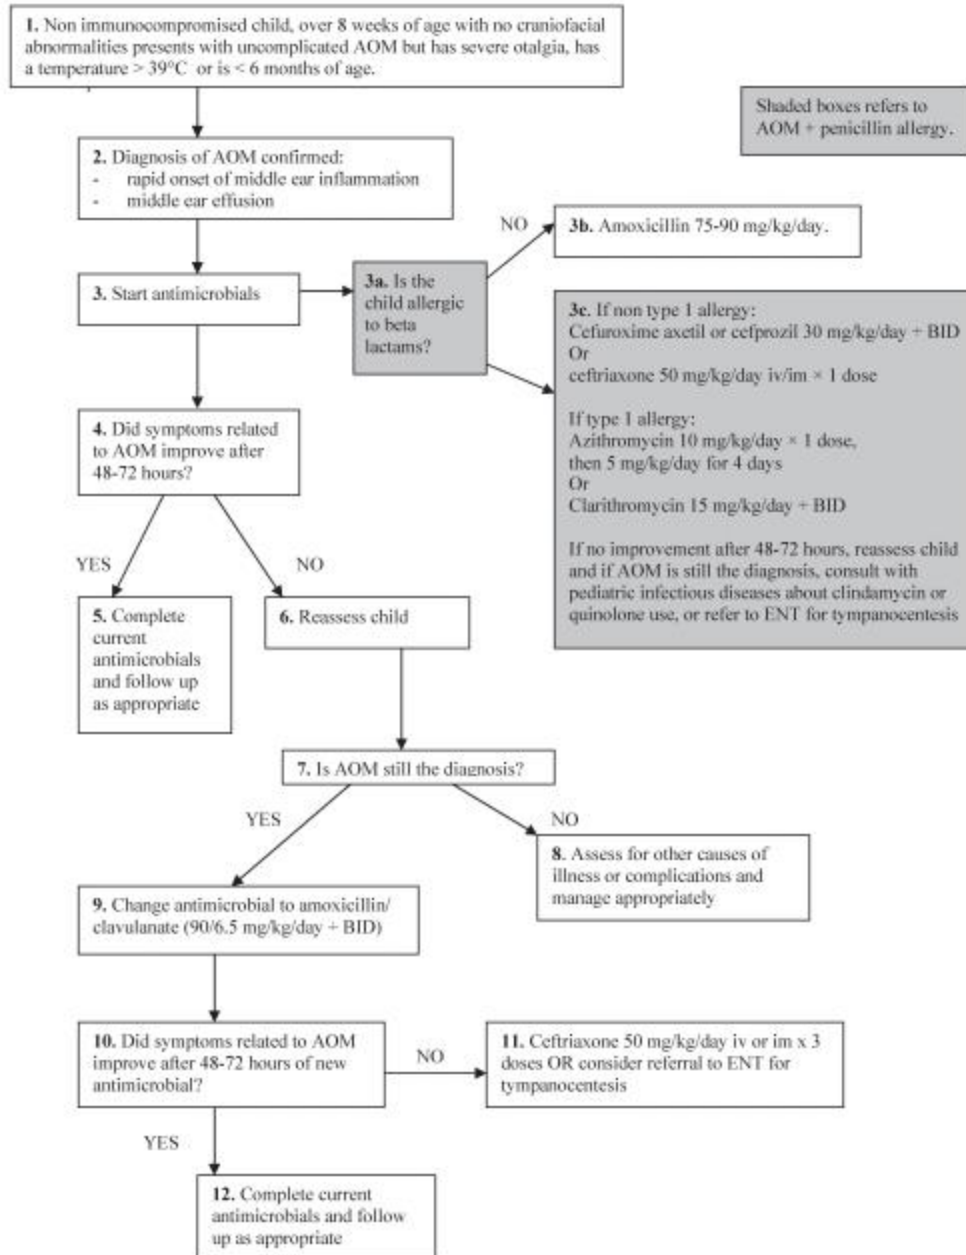 1. Non immunocompromised child, over 8 weeks of age with no craniofacial
abnormalities presents with uncomplicated AOM but has severe otalgia, has
a temperature > 39°C or is < 6 months of age.
Shaded boxes refers to
AOM + penicillin allergy.
2. Diagnosis of AOM confirmed:
- rapid onset of middle ear inflammation
- middle ear effusion
NO
3b. Amoxicillin 75-90 mg/kg/day.
3. Start antimicrobials
3a. Is the
child allergic
to beta
lactams?
3c. If non type 1 allergy:
Cefuroxime axetil or cefprozil 30 mg/kg/day ÷ BID
Or
ceftriaxone 50 mg/kg/day iv/im × 1 dose
If type 1 allergy:
Azithromycin 10 mg/kg/day × 1 dose,
then 5 mg/kg/day for 4 days
Or
Clarithromycin 15 mg/kg/day ÷ BID
If no improvement after 48-72 hours, reassess child
and if AOM is still the diagnosis, consult with
pediatric infectious diseases about clindamycin or
quinolone use, or refer to ENT for tympanocentesis
4. Did symptoms related
to AOM improve after
48-72 hours?
YES
NO
5. Complete
current
antimicrobials
and follow up
as appropriate
6. Reassess child
7. Is AOM still the diagnosis?
YES
NO
8. Assess for other causes of
illness or complications and
manage appropriately
9. Change antimicrobial to amoxicillin/
clavulanate (90/6.5 mg/kg/day ÷ BID)
10. Did symptoms related to AOM
improve after 48-72 hours of new
antimicrobial?
NO
11. Ceftriaxone 50 mg/kg/day iv or im x 3
doses OR consider referral to ENT for
tympanocentesis
YES
12. Complete current
antimicrobials and follow
up as appropriate